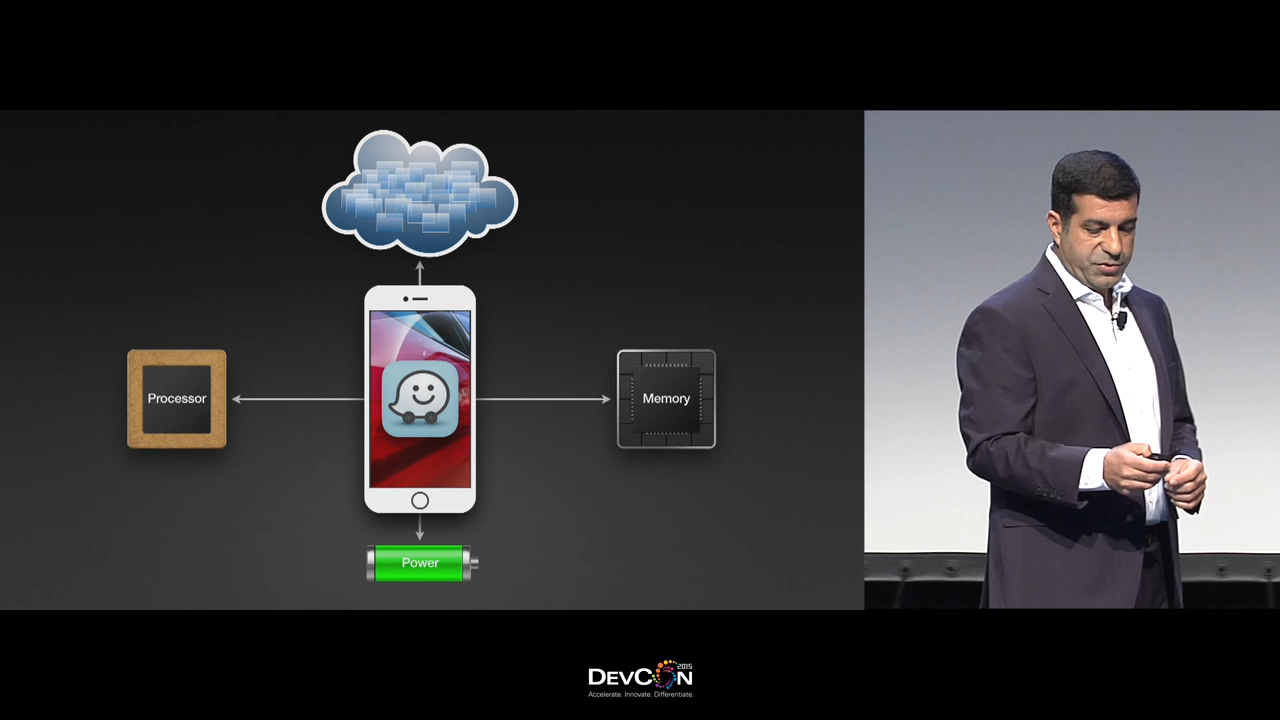 Processor
Memory
Power
DevCon
2015
Accelerate. Innovate. Differentiate.